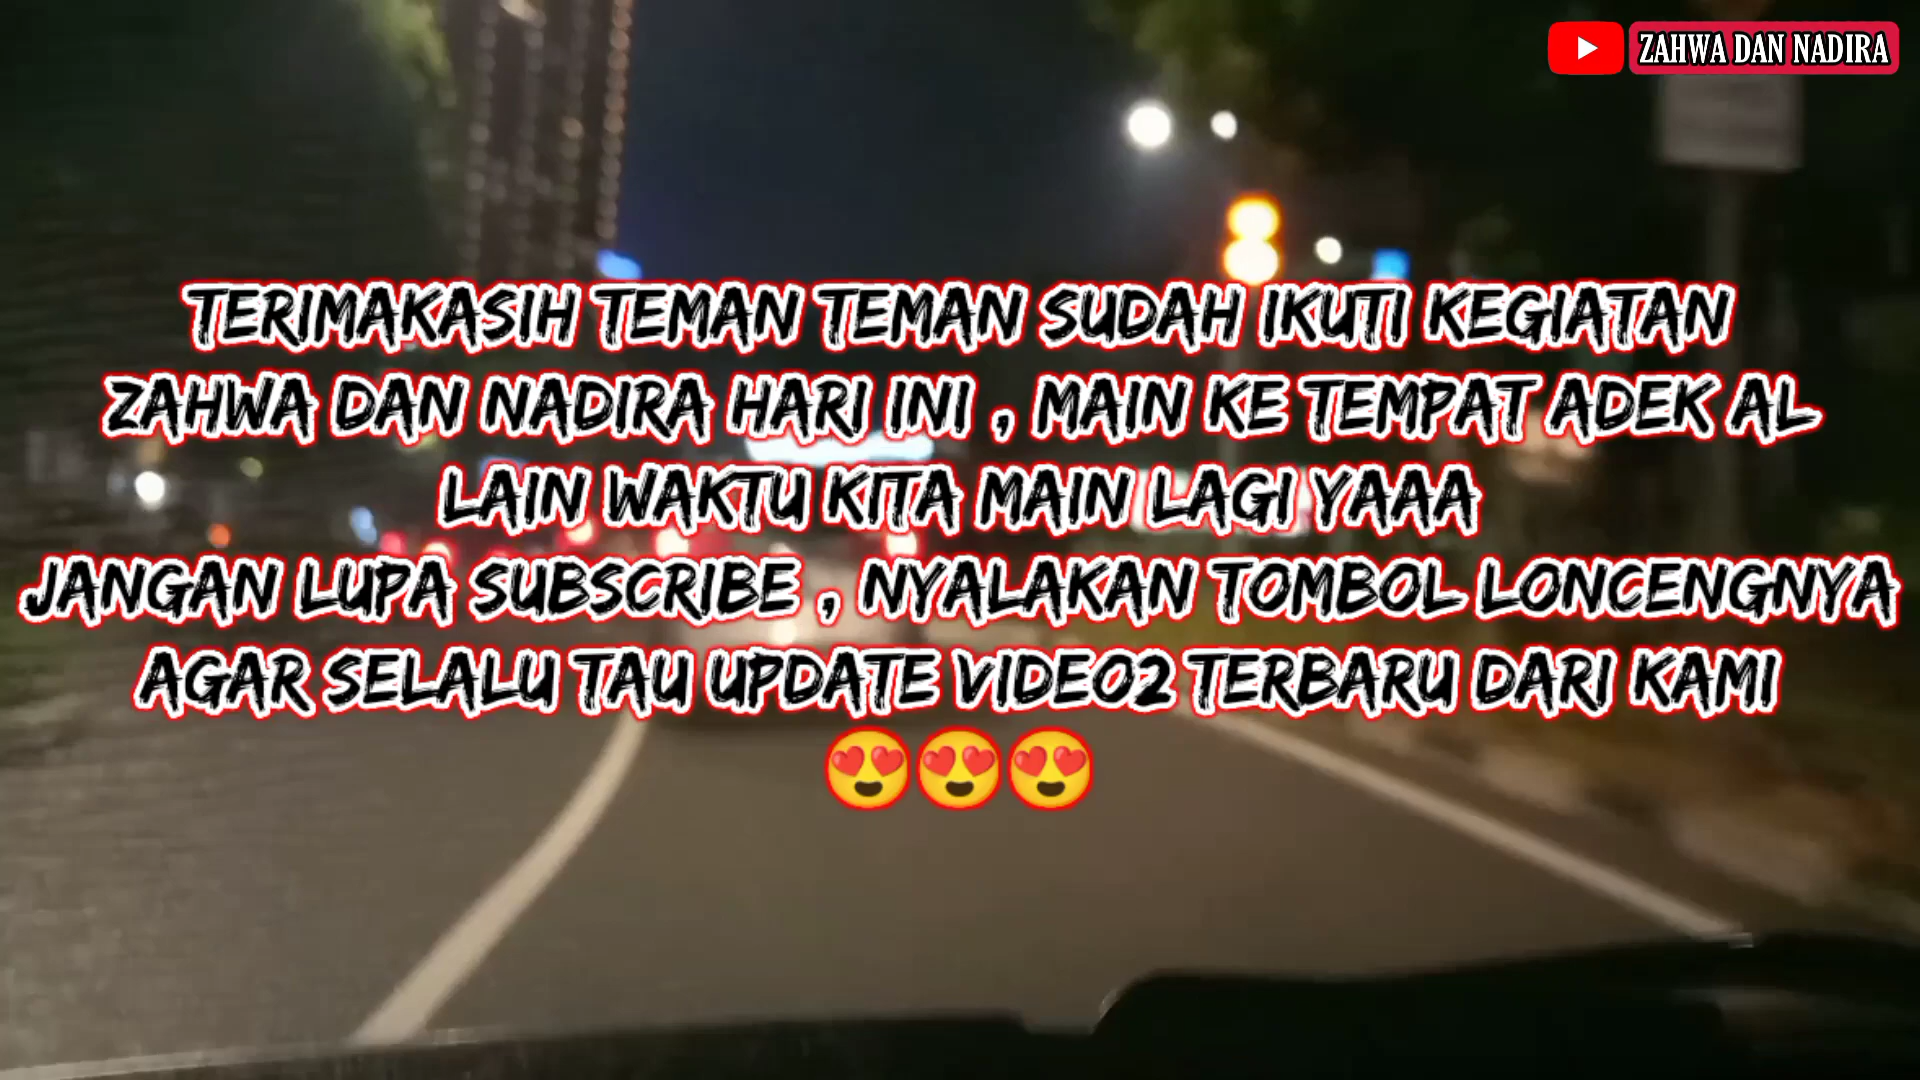 ZAHWA DAN NADIRA
TERIMAKASIH TEMAN TEMAN SUDAH IKUTI KEGIATAN
ZAHWA DAN NADIRA HARI INI , MAIN KE TEMPAT ADEK AL
LAIN WAKTU KITA MAIN LAGI YAAA
JANGAN LUPA SUBSCRIBE , NYALAKAN TOMBOL LONCENGNYA
AGAR SELALU TAU UPDATE VIDEO2 TERBARU DARI KAMI
😍😍😍